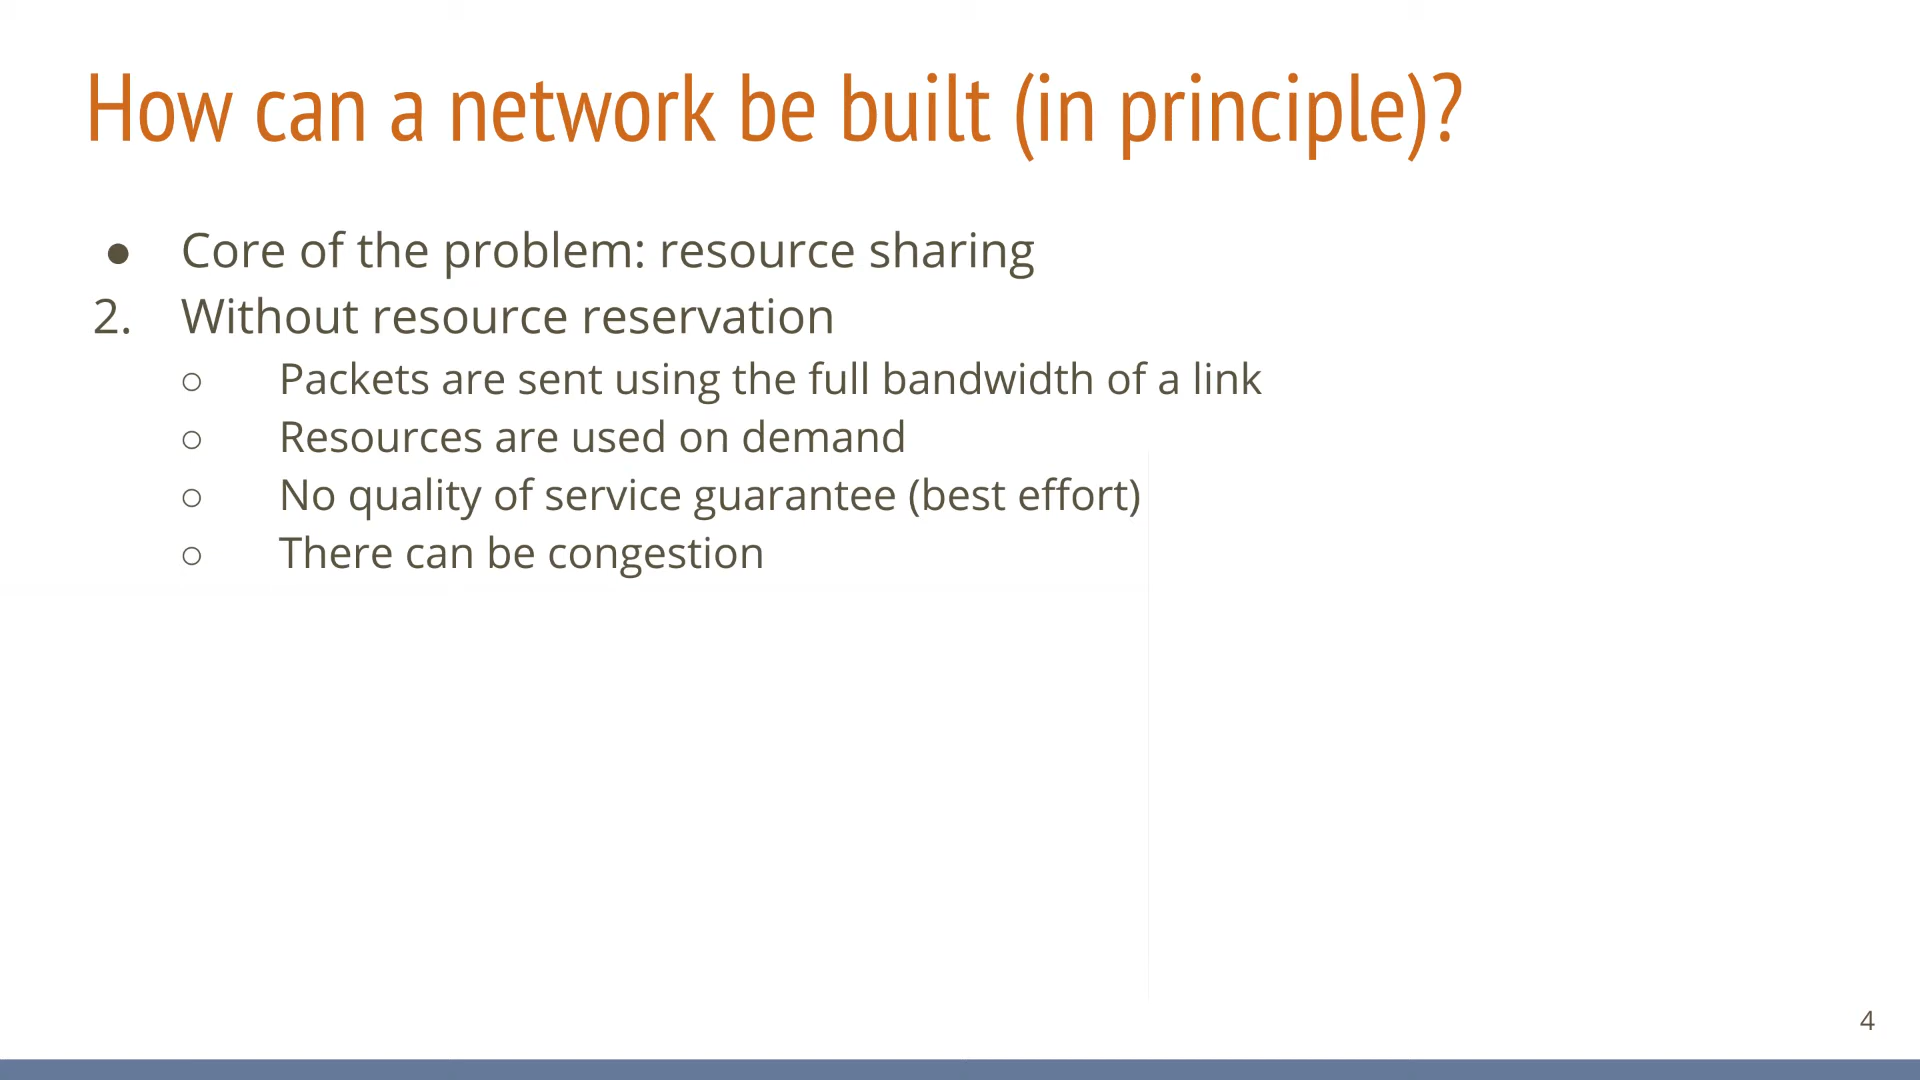 How can a network be built (in principle)?
● Core of the problem: resource sharing
2. Without resource reservation
○ Packets are sent using the full bandwidth of a link
○ Resources are used on demand
○ No quality of service guarantee (best effort)
○ There can be congestion
4